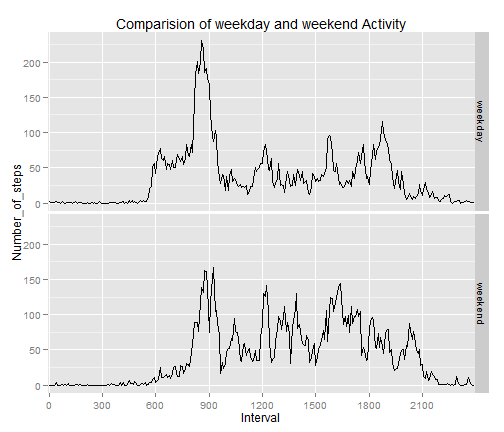 Comparision of weekday and weekend Activity
200
150
100
50
0
weekday
Number_of_steps
200
150
100
50
0
weekend
0 300 600 900 1200 1500 1800 2100
Interval